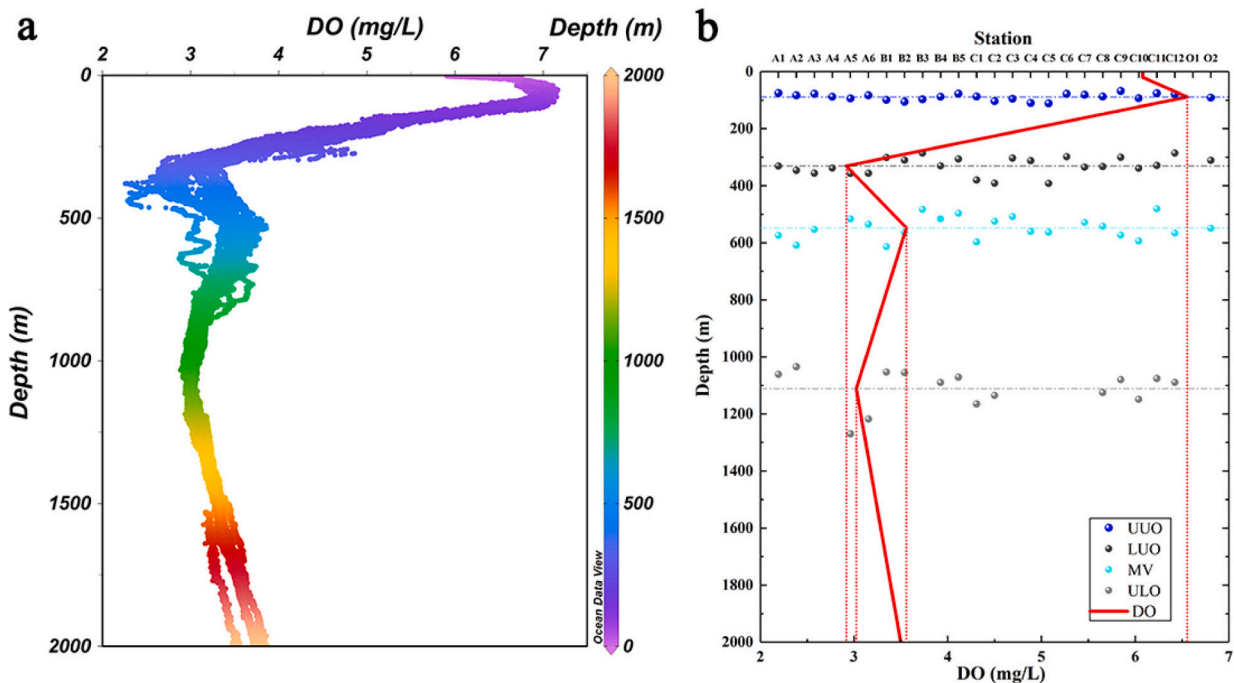 a
DO (mg/L)
Depth (m)
2 3 4 5 6 7
0
500
1000
1500
2000
Depth (m)
2000
1500
1000
500
0
Ocean Data View
b
Station
A1 A2 A3 A4 A5 A6 B1 B2 B3 B4 B5 C1 C2 C3 C4 C5 C6 C7 C8 C9 C10 C11 C12 O1 O2
0
200
400
600
800
1000
1200
1400
1600
1800
2000
Depth (m)
UUO
LUO
MV
ULO
DO
2 3 4 5 6 7
DO (mg/L)